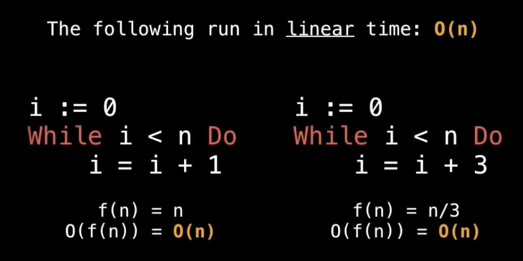 The following run in linear time: O(n)
i := 0
While i < n Do
i = i + 1
f(n) = n
O(f(n)) = O(n)
i := 0
While i < n Do
i = i + 3
f(n) = n/3
O(f(n)) = O(n)